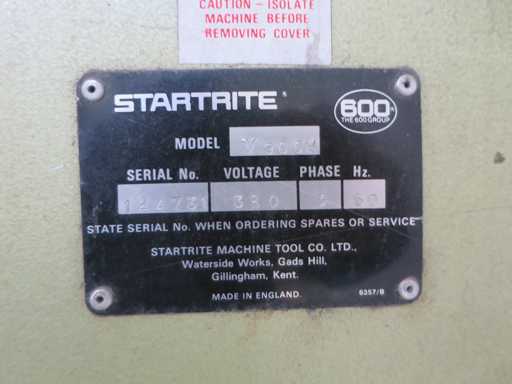 CAUTION - ISOLATE
MACHINE BEFORE
REMOVING COVER
STARTRITE
600
THE 600 GROUP
MODEL
SERIAL No. VOLTAGE PHASE Hz.
124731 380 3
STATE SERIAL No. WHEN ORDERING SPARES OR SERVICE
STARTRITE MACHINE TOOL CO. LTD.,
Waterside Works, Gads Hill,
Gillingham, Kent.
MADE IN ENGLAND.
6357/B